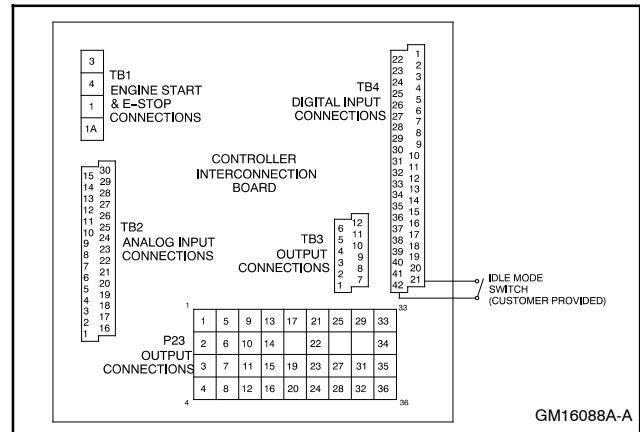 3
4
1
1A
TB1
ENGINE START
& E-STOP
CONNECTIONS
TB4
DIGITAL INPUT
CONNECTIONS
22 1
23 2
24 3
25 4
26 5
27 6
28 7
29 8
30 9
31 10
32 11
33 12
34 13
35 14
36 15
37 16
38 17
39 18
40 19
41 20
42 21
CONTROLLER
INTERCONNECTION
BOARD
15 30
14 29
13 28
12 27
11 26
10 25
9 24
8 23
7 22
6 21
5 20
4 19
3 18
2 17
1 16
TB2
ANALOG INPUT
CONNECTIONS
TB3
OUTPUT
CONNECTIONS
6 12
5 11
4 10
3 9
2 8
1 7
IDLE MODE
SWITCH
(CUSTOMER PROVIDED)
P23
OUTPUT
CONNECTIONS
1 33
1 5 9 13 17 21 25 29 33
2 6 10 14 22 34
3 7 11 15 19 23 27 31 35
4 8 12 16 20 24 28 32 36
4 36
GM16088A-A